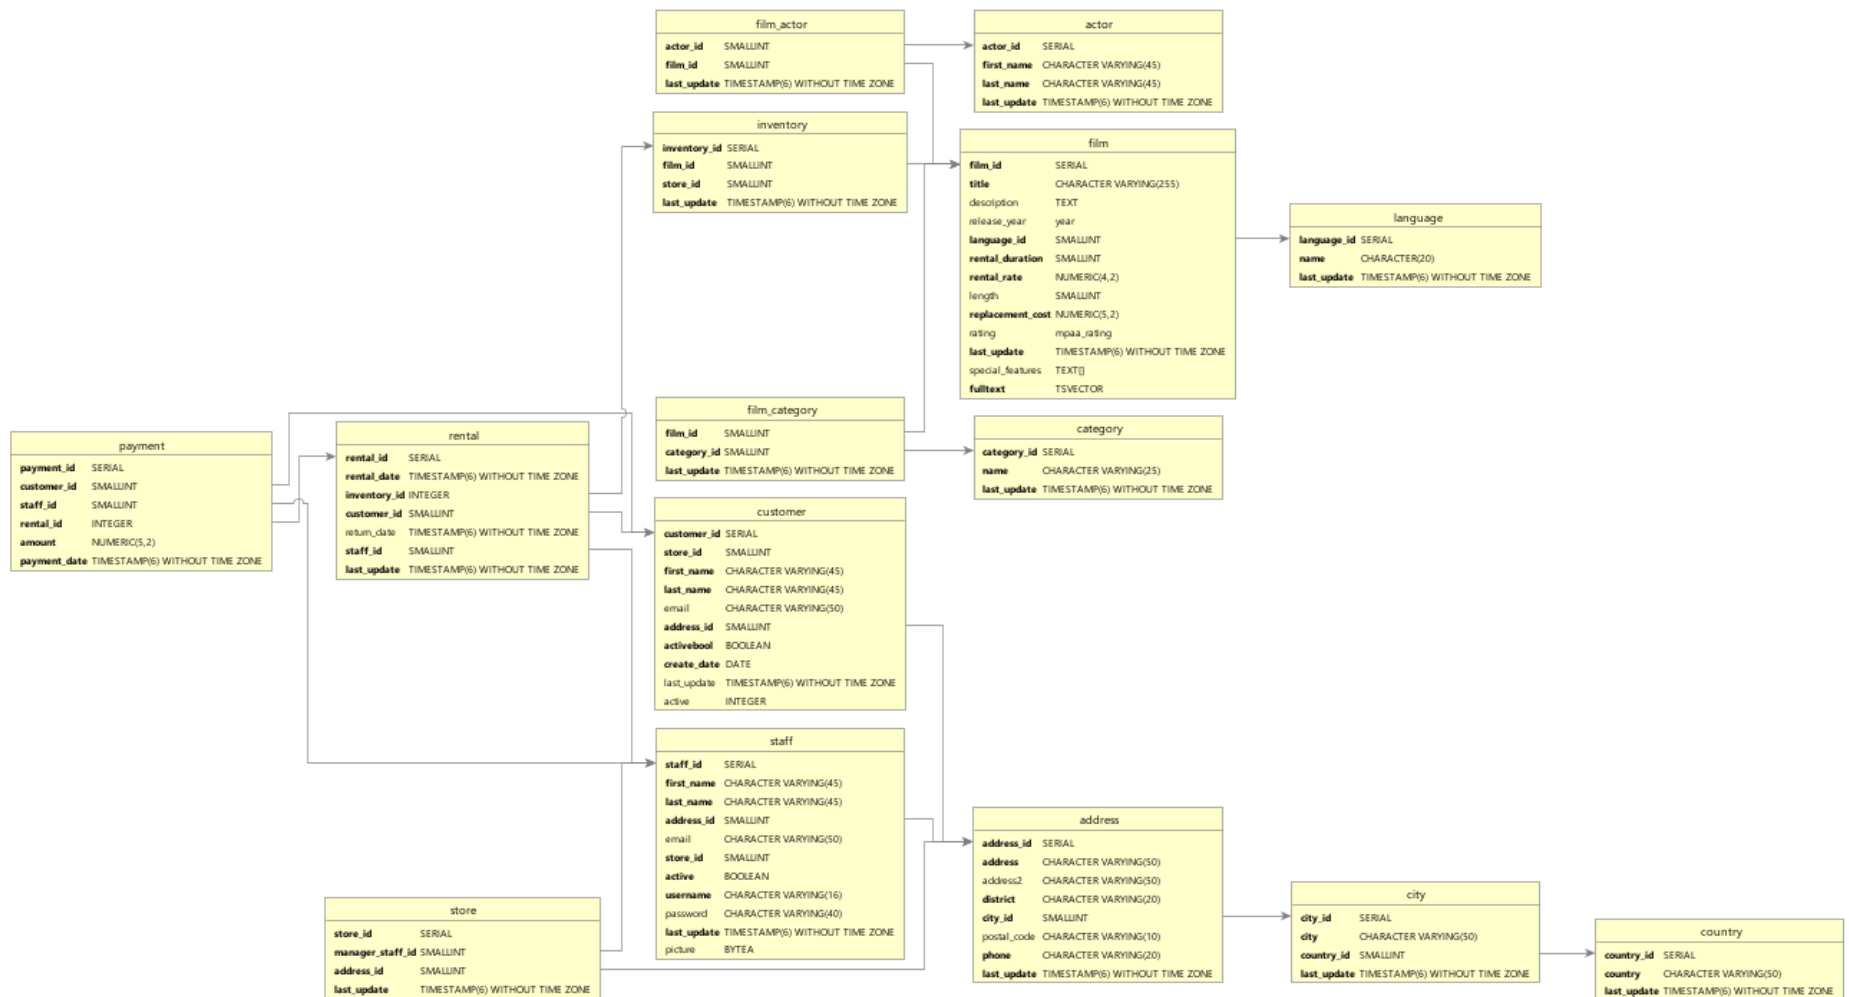 film_actor
actor_id SMALLINT
film_id SMALLINT
last_update TIMESTAMP(6) WITHOUT TIME ZONE
actor
actor_id SERIAL
first_name CHARACTER VARYING(45)
last_name CHARACTER VARYING(45)
last_update TIMESTAMP(6) WITHOUT TIME ZONE
inventory
inventory_id SERIAL
film_id SMALLINT
store_id SMALLINT
last_update TIMESTAMP(6) WITHOUT TIME ZONE
film
film_id SERIAL
title CHARACTER VARYING(255)
description TEXT
release_year year
language_id SMALLINT
rental_duration SMALLINT
rental_rate NUMERIC(4,2)
length SMALLINT
replacement_cost NUMERIC(5,2)
rating mpaa_rating
last_update TIMESTAMP(6) WITHOUT TIME ZONE
special_features TEXT[]
fulltext TSVECTOR
language
language_id SERIAL
name CHARACTER(20)
last_update TIMESTAMP(6) WITHOUT TIME ZONE
payment
payment_id SERIAL
customer_id SMALLINT
staff_id SMALLINT
rental_id INTEGER
amount NUMERIC(5,2)
payment_date TIMESTAMP(6) WITHOUT TIME ZONE
rental
rental_id SERIAL
rental_date TIMESTAMP(6) WITHOUT TIME ZONE
inventory_id INTEGER
customer_id SMALLINT
return_date TIMESTAMP(6) WITHOUT TIME ZONE
staff_id SMALLINT
last_update TIMESTAMP(6) WITHOUT TIME ZONE
film_category
film_id SMALLINT
category_id SMALLINT
last_update TIMESTAMP(6) WITHOUT TIME ZONE
category
category_id SERIAL
name CHARACTER VARYING(25)
last_update TIMESTAMP(6) WITHOUT TIME ZONE
customer
customer_id SERIAL
store_id SMALLINT
first_name CHARACTER VARYING(45)
last_name CHARACTER VARYING(45)
email CHARACTER VARYING(50)
address_id SMALLINT
activebool BOOLEAN
create_date DATE
last_update TIMESTAMP(6) WITHOUT TIME ZONE
active INTEGER
staff
staff_id SERIAL
first_name CHARACTER VARYING(45)
last_name CHARACTER VARYING(45)
address_id SMALLINT
email CHARACTER VARYING(50)
store_id SMALLINT
active BOOLEAN
username CHARACTER VARYING(16)
password CHARACTER VARYING(40)
last_update TIMESTAMP(6) WITHOUT TIME ZONE
picture BYTEA
store
store_id SERIAL
manager_staff_id SMALLINT
address_id SMALLINT
last_update TIMESTAMP(6) WITHOUT TIME ZONE
address
address_id SERIAL
address CHARACTER VARYING(50)
address2 CHARACTER VARYING(50)
district CHARACTER VARYING(20)
city_id SMALLINT
postal_code CHARACTER VARYING(10)
phone CHARACTER VARYING(20)
last_update TIMESTAMP(6) WITHOUT TIME ZONE
city
city_id SERIAL
city CHARACTER VARYING(50)
country_id SMALLINT
last_update TIMESTAMP(6) WITHOUT TIME ZONE
country
country_id SERIAL
country CHARACTER VARYING(50)
last_update TIMESTAMP(6) WITHOUT TIME ZONE